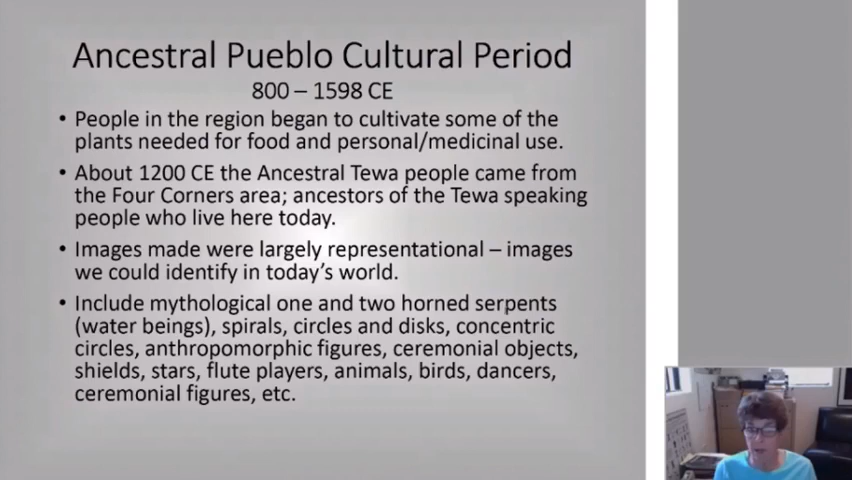 Ancestral Pueblo Cultural Period
800 – 1598 CE
• People in the region began to cultivate some of the
plants needed for food and personal/medicinal use.
• About 1200 CE the Ancestral Tewa people came from
the Four Corners area; ancestors of the Tewa speaking
people who live here today.
• Images made were largely representational – images
we could identify in today's world.
• Include mythological one and two horned serpents
(water beings), spirals, circles and disks, concentric
circles, anthropomorphic figures, ceremonial objects,
shields, stars, flute players, animals, birds, dancers,
ceremonial figures, etc.